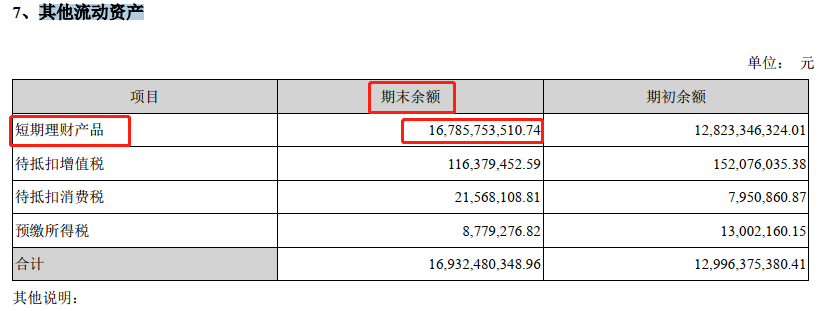 7、其他流动资产
单位： 元
项目 期末余额 期初余额
短期理财产品 16,785,753,510.74 12,823,346,324.01
待抵扣增值税 116,379,452.59 152,076,035.38
待抵扣消费税 21,568,108.81 7,950,860.87
预缴所得税 8,779,276.82 13,002,160.15
合计 16,932,480,348.96 12,996,375,380.41
其他说明：